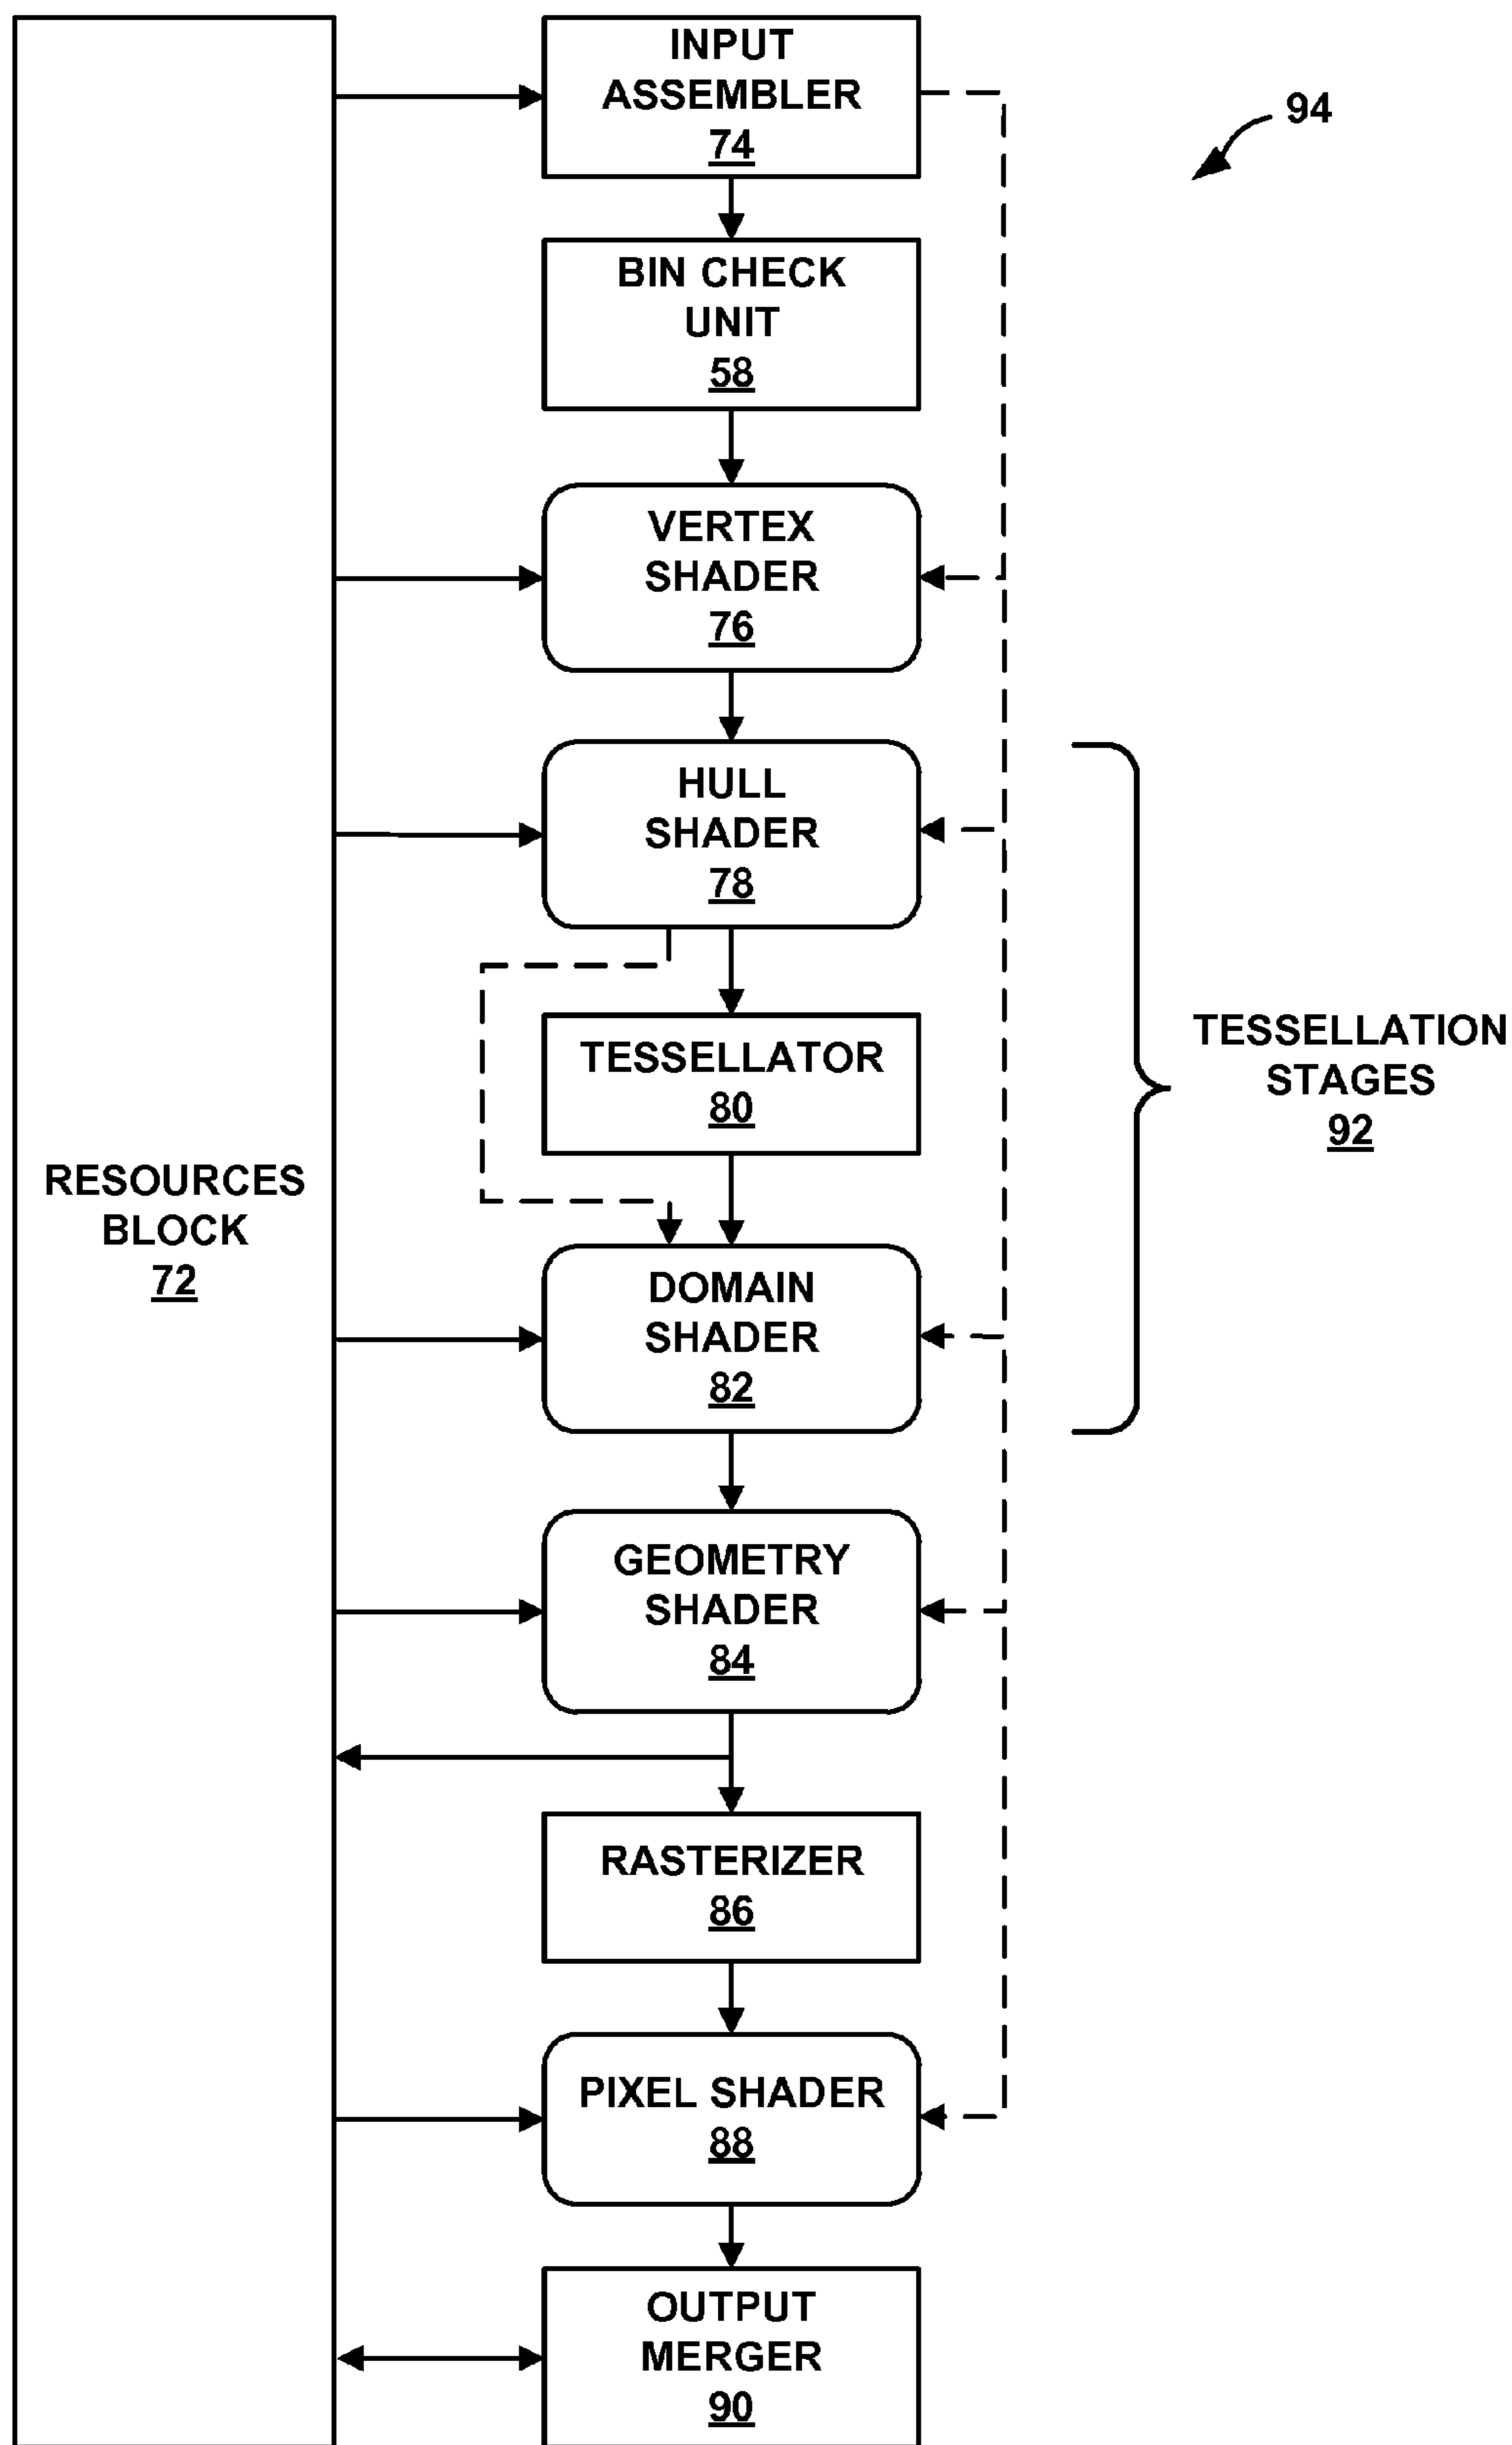 INPUT
ASSEMBLER
74
94
BIN CHECK
UNIT
58
VERTEX
SHADER
76
HULL
SHADER
78
TESSELLATOR
80
TESSELLATION
STAGES
92
RESOURCES
BLOCK
72
DOMAIN
SHADER
82
GEOMETRY
SHADER
84
RASTERIZER
86
PIXEL SHADER
88
OUTPUT
MERGER
90